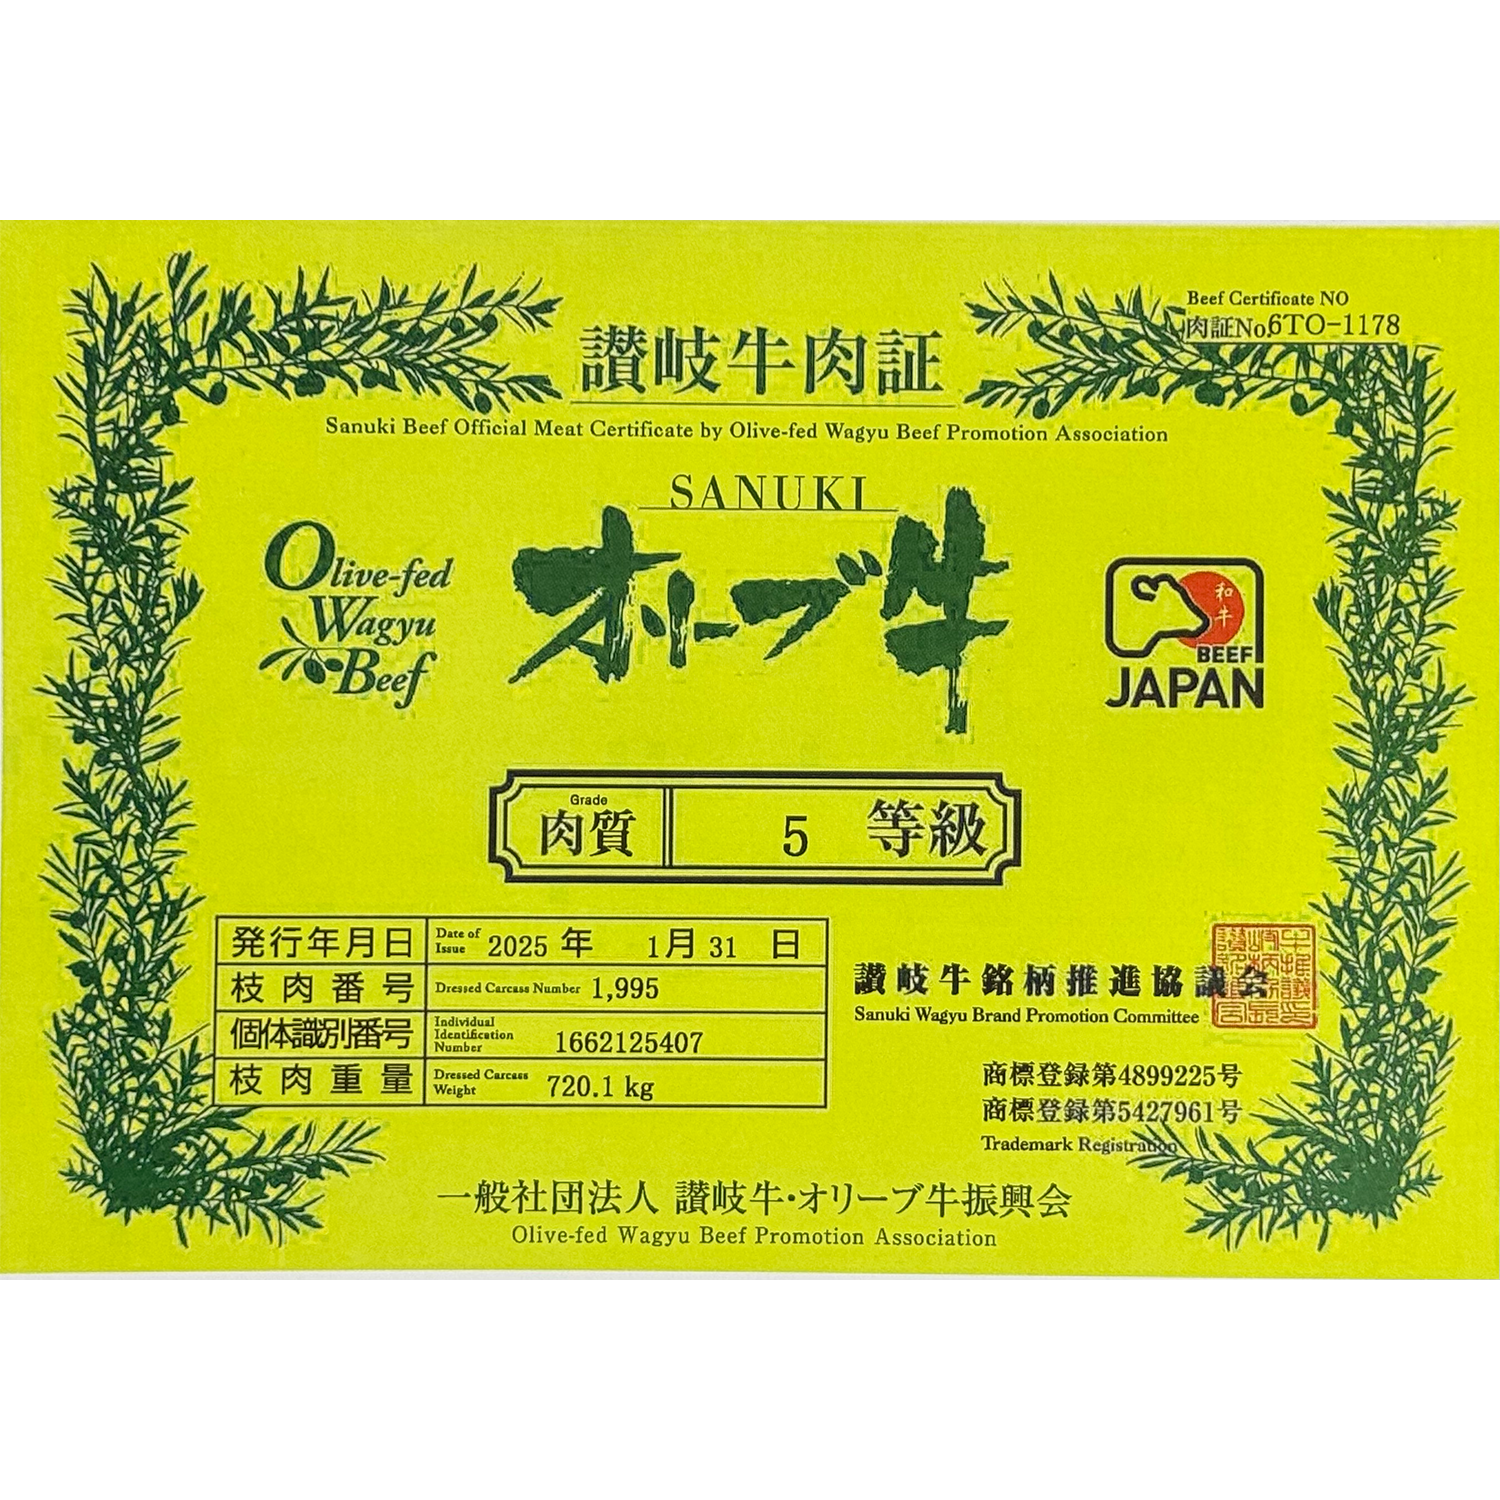 Beef Certificate NO
肉証No.6TO-1178
讃岐牛肉証
Sanuki Beef Official Meat Certificate by Olive-fed Wagyu Beef Promotion Association
SANUKI
オリーブ牛
Olive-fed
Wagyu
Beef
和牛
BEEF
JAPAN
Grade
肉質 5 等級
発行年月日 Date of Issue 2025 年 1月 31 日
枝肉番号 Dressed Carcass Number 1,995
個体識別番号 Individual Identification Number 1662125407
枝肉重量 Dressed Carcass Weight 720.1 kg
讃岐牛銘柄推進協議会
Sanuki Wagyu Brand Promotion Committee
商標登録第4899225号
商標登録第5427961号
Trademark Registration
一般社団法人 讃岐牛・オリーブ牛振興会
Olive-fed Wagyu Beef Promotion Association